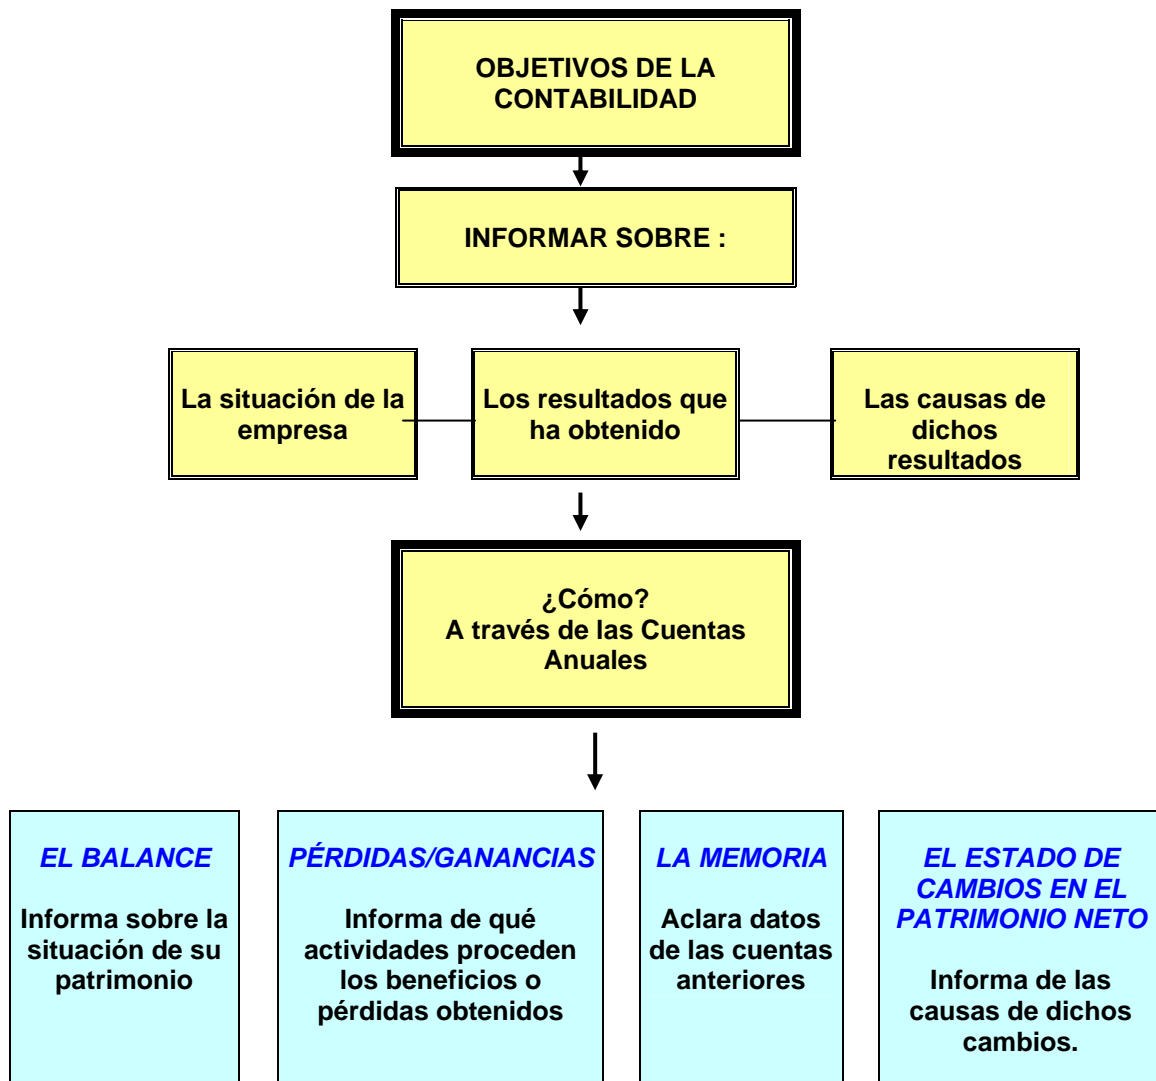 OBJETIVOS DE LA
CONTABILIDAD
INFORMAR SOBRE :
La situación de la
empresa
Los resultados que
ha obtenido
Las causas de
dichos
resultados
¿Cómo?
A través de las Cuentas
Anuales
EL BALANCE
Informa sobre la
situación de su
patrimonio
PÉRDIDAS/GANANCIAS
Informa de qué
actividades proceden
los beneficios o
pérdidas obtenidos
LA MEMORIA
Aclara datos
de las cuentas
anteriores
EL ESTADO DE
CAMBIOS EN EL
PATRIMONIO NETO
Informa de las
causas de dichos
cambios.